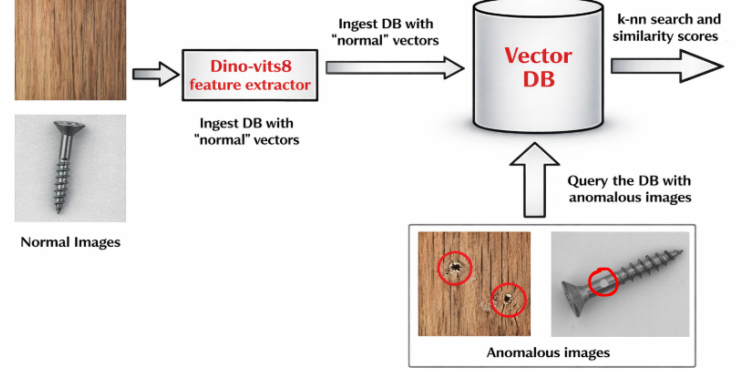 Ingest DB with
“normal” vectors
k-nn search and
similarity scores
Dino-vits8
feature extractor
Vector
DB
Ingest DB with
“normal” vectors
Query the DB with
anomalous images
Normal Images
Anomalous images